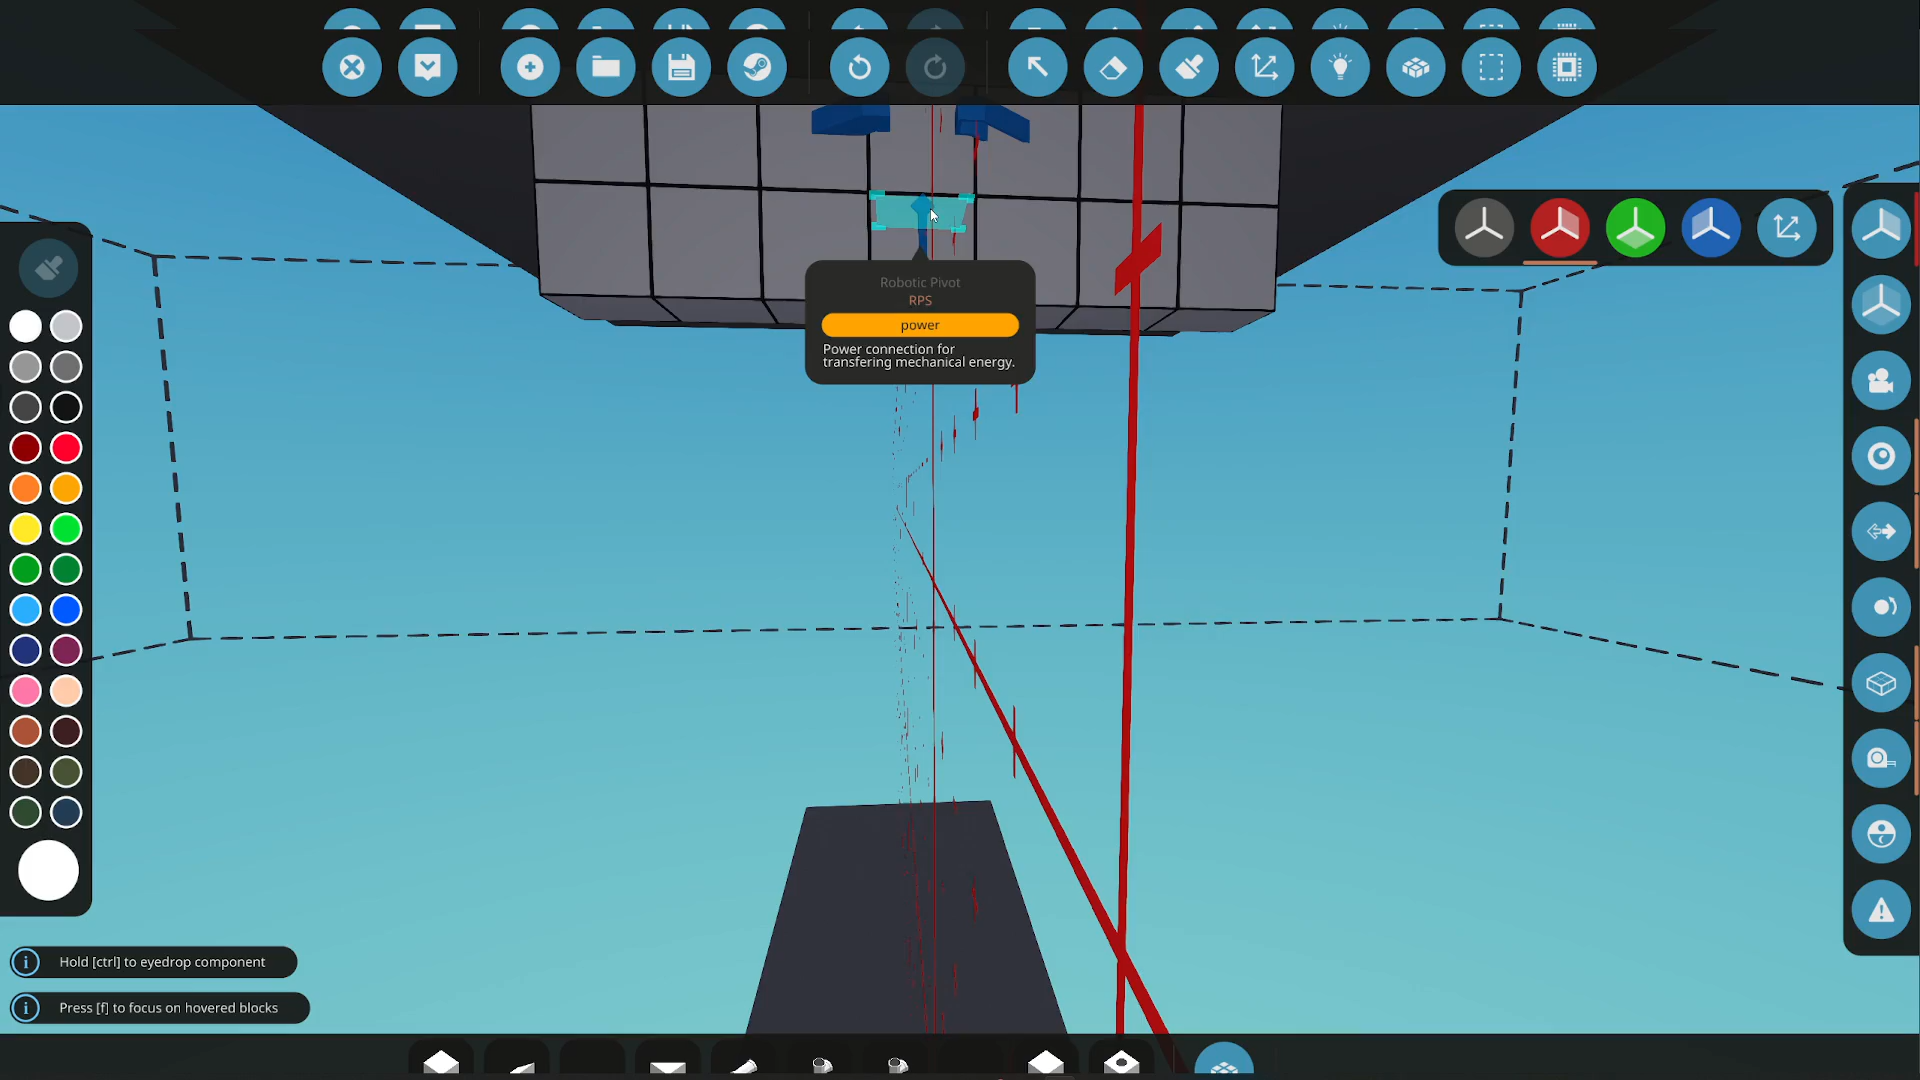 Robotic Pivot
RPS
power
Power connection for
transfering mechanical energy.
Hold [ctrl] to eyedrop component
Press [f] to focus on hovered blocks